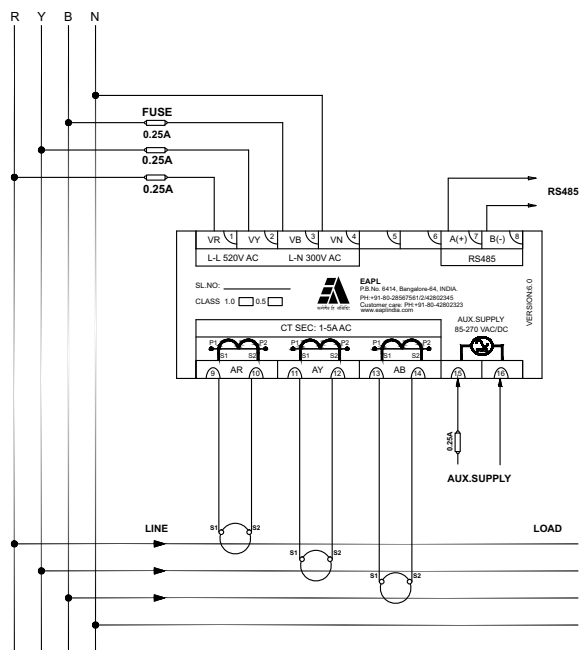 R Y B N
FUSE
0.25A
0.25A
0.25A
RS485
VR 1 VY 2 VB 3 VN 4 5 6 A(+) 7 B(-) 8
L-L 520V AC L-N 300V AC RS485
SL.NO:
CLASS 1.0 0.5
EAPL
P.B.No. 6414, Bangalore-64, INDIA.
PH:+91-80-28567561/2/42802345
Customer care: PH:+91-80-42802323
www.eaplindia.com
VERSION:6.0
AUX.SUPPLY
85-270 VAC/DC
CT SEC: 1-5A AC
P1 P2 P1 P2 P1 P2
S1 S2 S1 S2 S1 S2
9 AR 10 11 AY 12 13 AB 14 15 16
0.25A
AUX.SUPPLY
LINE LOAD
S1 S2
S1 S2
S1 S2